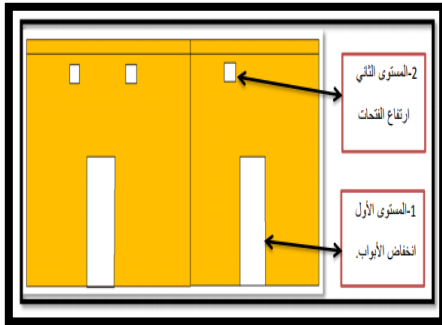 2-المستوى الثاني
ارتفاع الفتحات
1-المستوى الأول
انخفاض الأبواب.